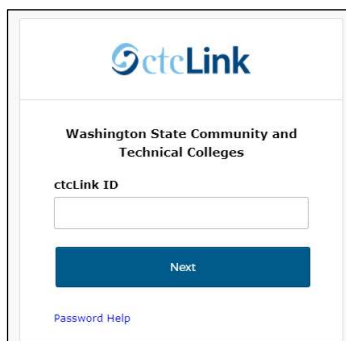 ctcLink
Washington State Community and
Technical Colleges
ctcLink ID
Next
Password Help